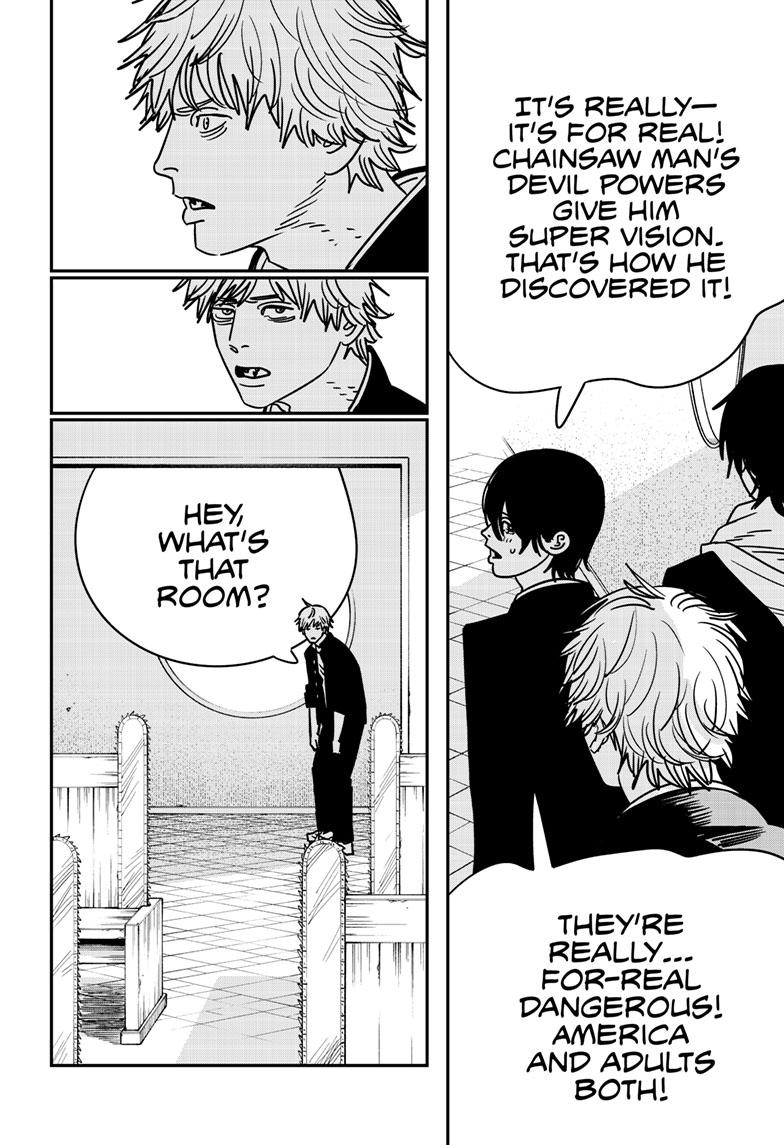 IT'S REALLY—
IT'S FOR REAL!
CHAINSAW MAN'S
DEVIL POWERS
GIVE HIM
SUPER VISION.
THAT'S HOW HE
DISCOVERED IT!
THEY'RE
REALLY...
FOR-REAL
DANGEROUS!
AMERICA
AND ADULTS
BOTH!
HEY,
WHAT'S
THAT
ROOM?